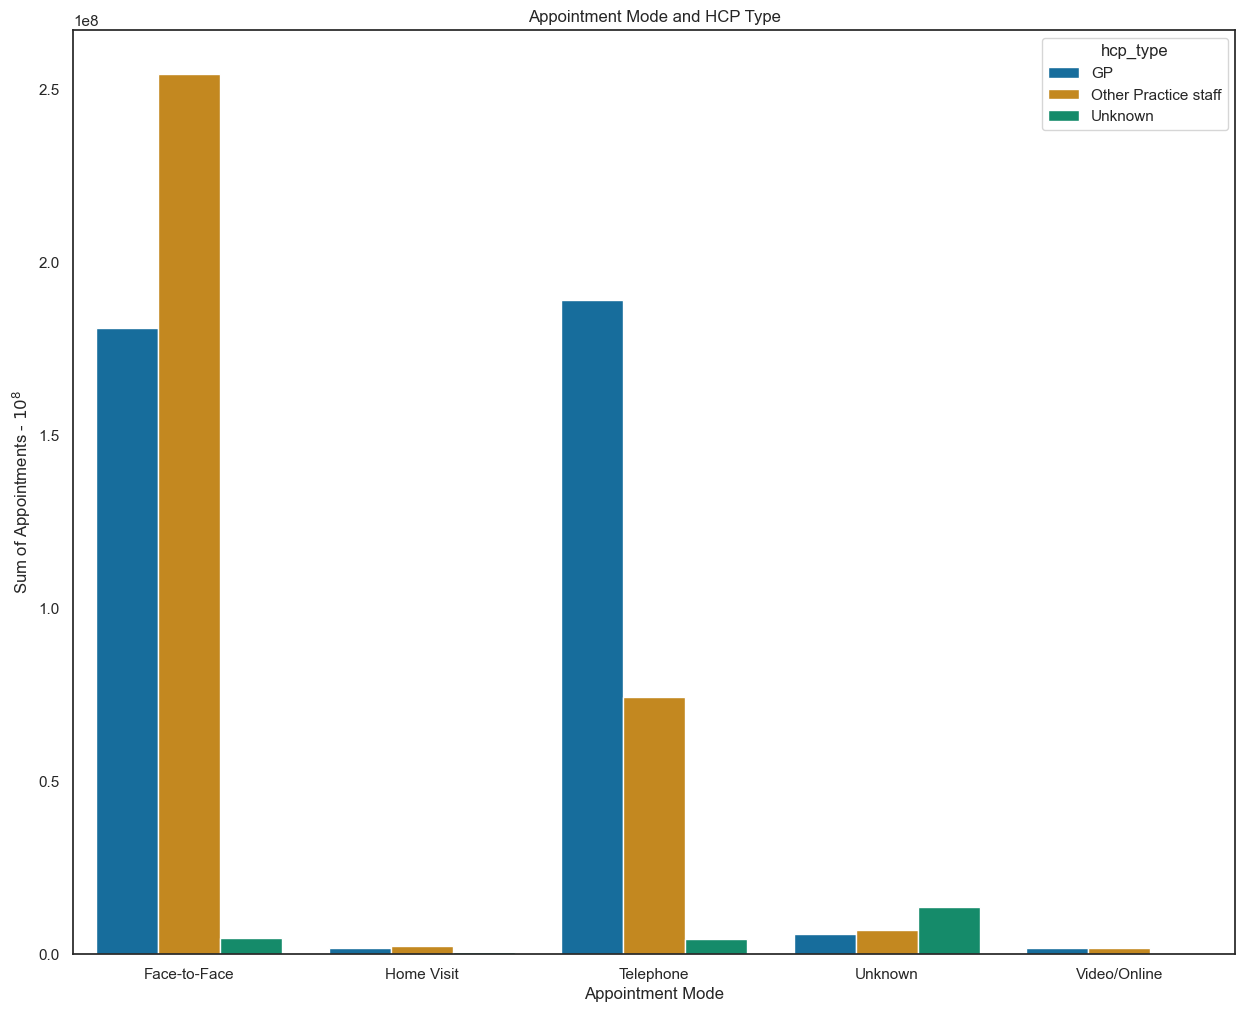 Appointment Mode and HCP Type
1e8
hcp_type
GP
Other Practice staff
Unknown
2.5
2.0
1.5
1.0
0.5
0.0
Sum of Appointments - 10⁸
Face-to-Face
Home Visit
Telephone
Unknown
Video/Online
Appointment Mode